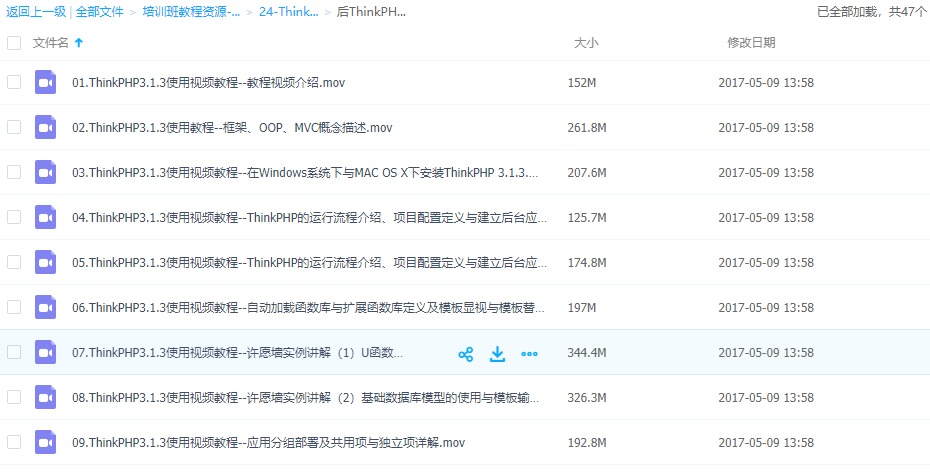 返回上一级 | 全部文件 > 培训班教程资源-... > 24-Think... > 后ThinkPH... 已全部加载，共47个
文件名 大小 修改日期
01.ThinkPHP3.1.3使用视频教程--教程视频介绍.mov 152M 2017-05-09 13:58
02.ThinkPHP3.1.3使用教程--框架、OOP、MVC概念描述.mov 261.8M 2017-05-09 13:58
03.ThinkPHP3.1.3使用视频教程--在Windows系统下与MAC OS X下安装ThinkPHP 3.1.3.... 207.6M 2017-05-09 13:58
04.ThinkPHP3.1.3使用视频教程--ThinkPHP的运行流程介绍、项目配置定义与建立后台应... 125.7M 2017-05-09 13:58
05.ThinkPHP3.1.3使用视频教程--ThinkPHP的运行流程介绍、项目配置定义与建立后台应... 174.8M 2017-05-09 13:58
06.ThinkPHP3.1.3使用视频教程--自动加载函数库与扩展函数库定义及模板显视与模板替... 197M 2017-05-09 13:58
07.ThinkPHP3.1.3使用视频教程--许愿墙实例讲解（1）U函数... 344.4M 2017-05-09 13:58
08.ThinkPHP3.1.3使用视频教程--许愿墙实例讲解（2）基础数据库模型的使用与模板输... 326.3M 2017-05-09 13:58
09.ThinkPHP3.1.3使用视频教程--应用分组部署及共用项与独立项详解.mov 192.8M 2017-05-09 13:58